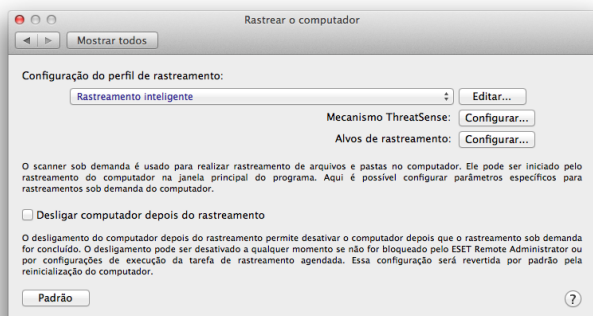 Rastrear o computador
Mostrar todos
Configuração do perfil de rastreamento:
Rastreamento inteligente
Editar...
Mecanismo ThreatSense:
Configurar...
Alvos de rastreamento:
Configurar...
O scanner sob demanda é usado para realizar rastreamento de arquivos e pastas no computador. Ele pode ser iniciado pelo
rastreamento do computador na janela principal do programa. Aqui é possível configurar parâmetros específicos para
rastreamentos sob demanda do computador.
Desligar computador depois do rastreamento
O desligamento do computador depois do rastreamento permite desativar o computador depois que o rastreamento sob demanda
for concluído. O desligamento pode ser desativado a qualquer momento se não for bloqueado pelo ESET Remote Administrator ou
por configurações de execução da tarefa de rastreamento agendada. Essa configuração será revertida por padrão pela
reinicialização do computador.
Padrão
?